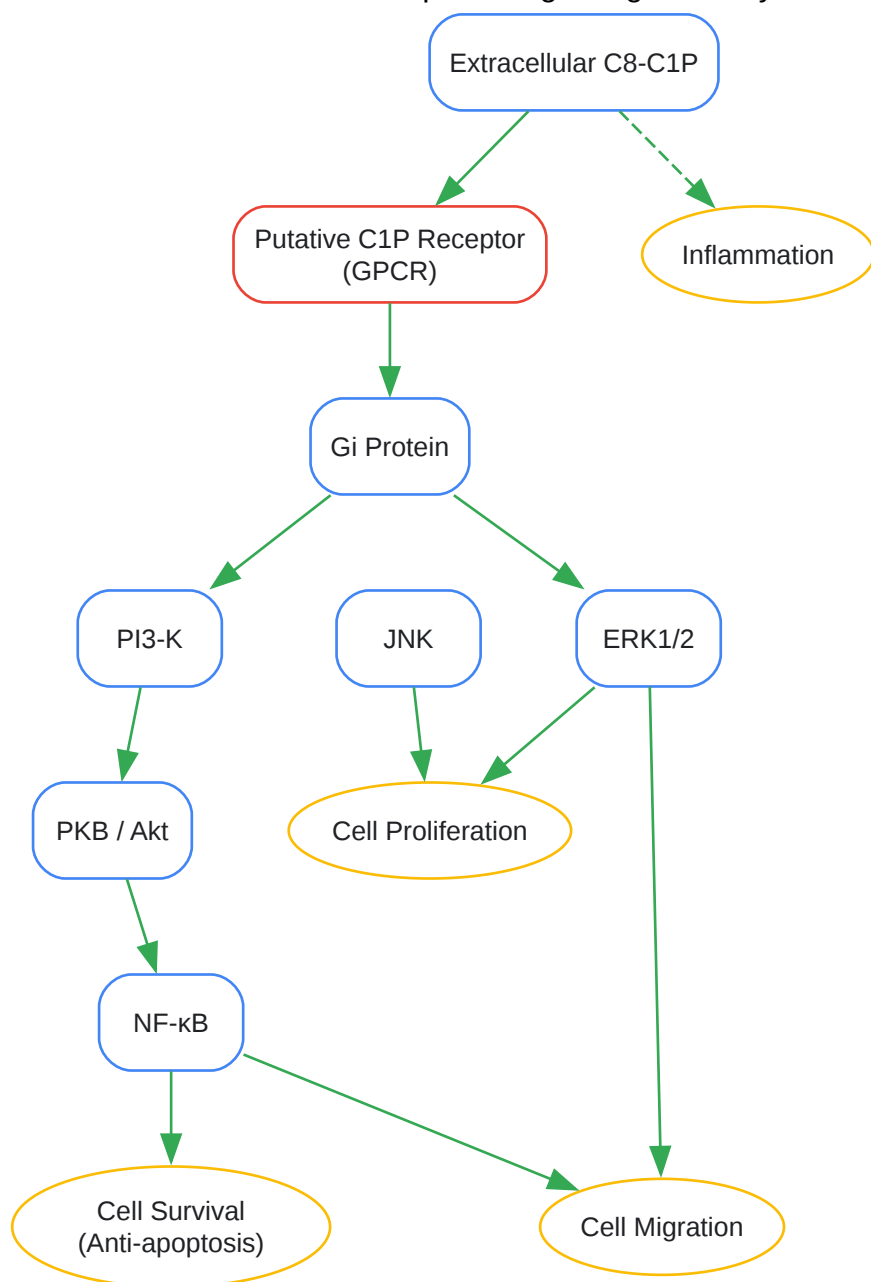 Extracellular C8-C1P
Putative C1P Receptor
(GPCR)
Inflammation
Gi Protein
PI3-K
JNK
ERK1/2
PKB / Akt
Cell Proliferation
NF-κB
Cell Survival
(Anti-apoptosis)
Cell Migration